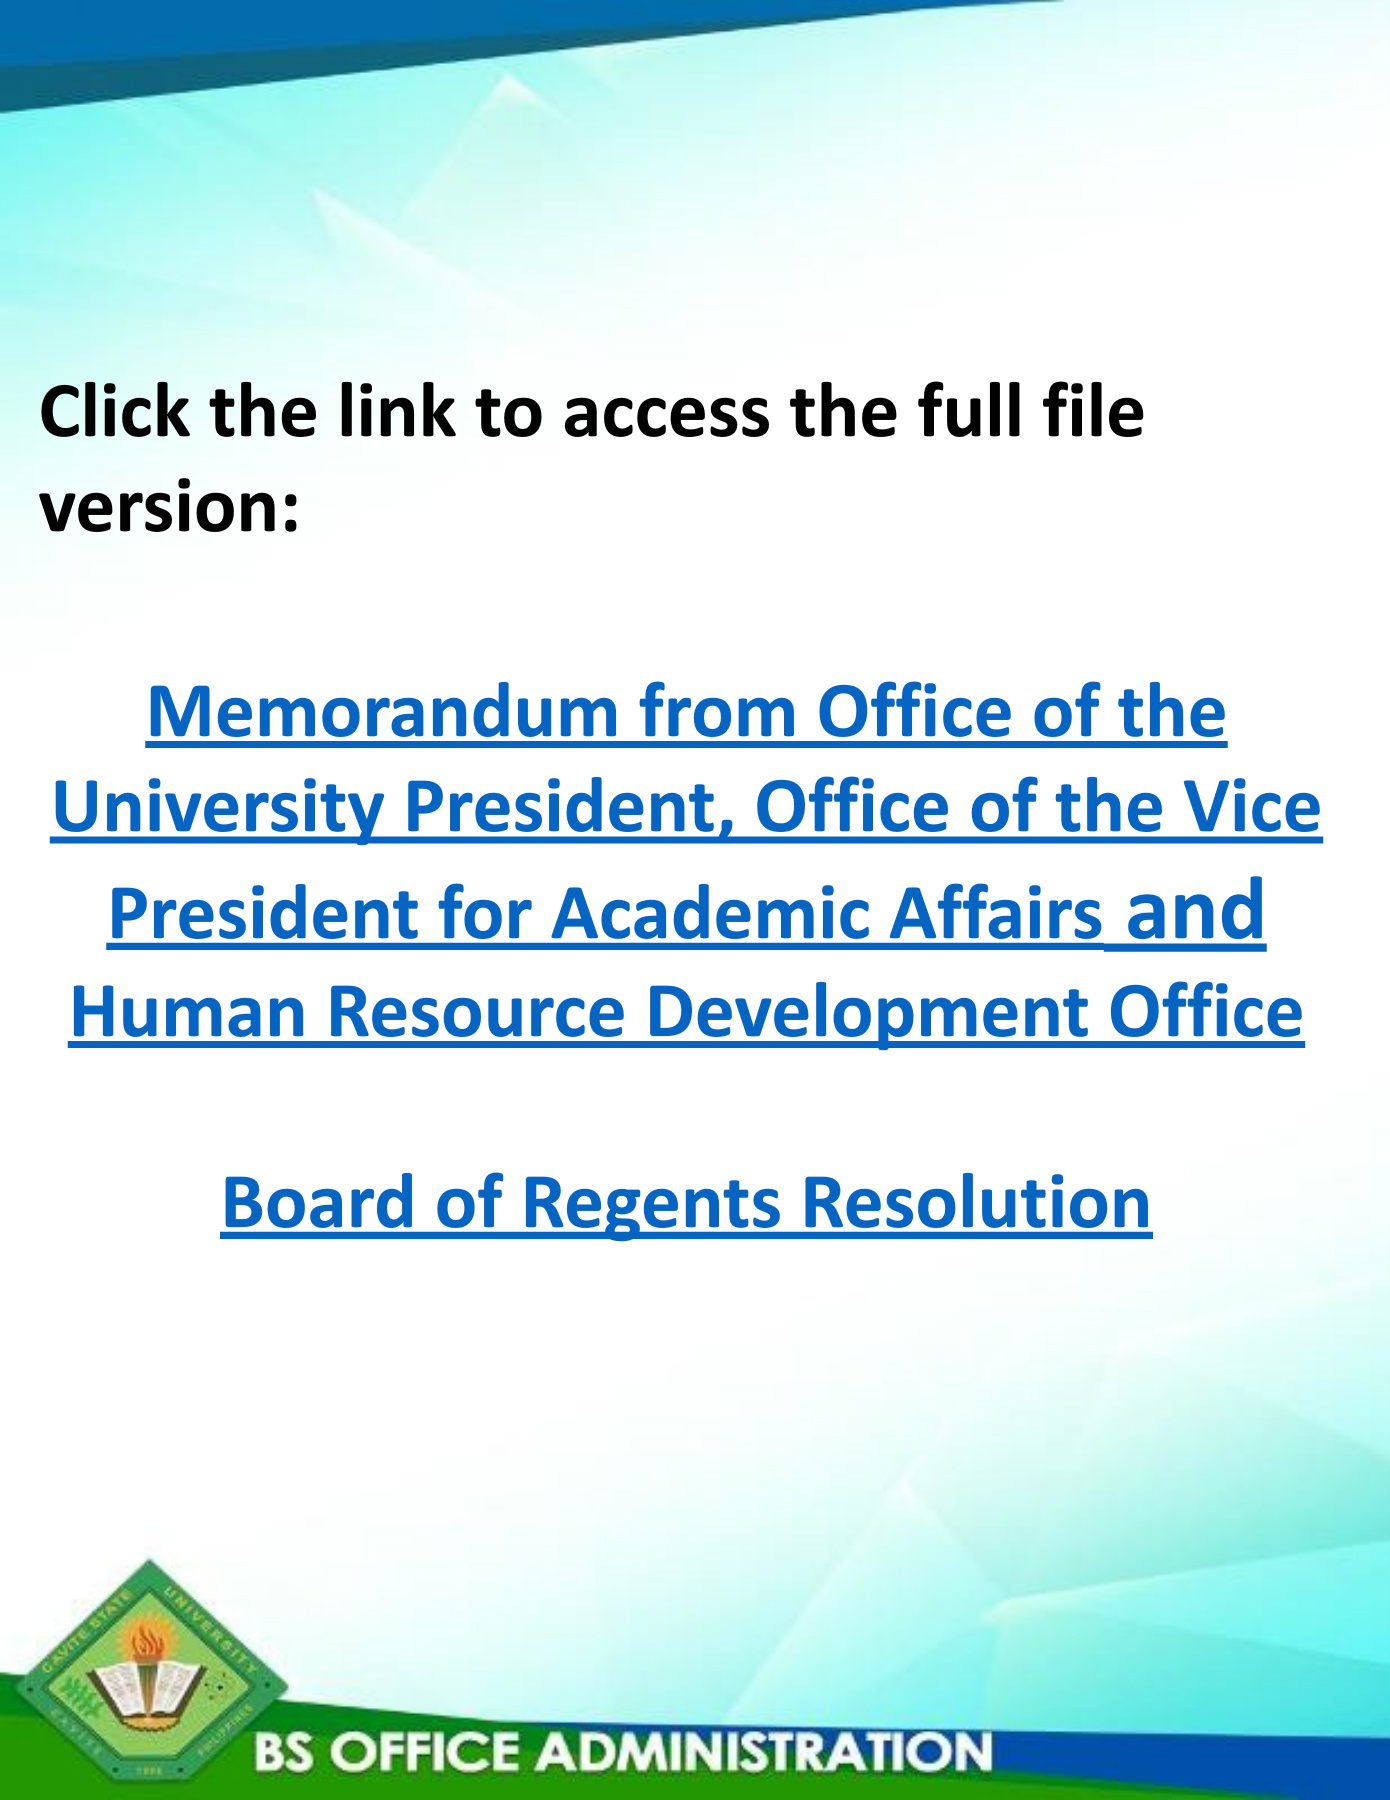 Click the link to access the full file
version:
Memorandum from Office of the
University President, Office of the Vice
President for Academic Affairs and
Human Resource Development Office
Board of Regents Resolution
CAVITE STATE UNIVERSITY
CAVITE PHILIPPINES
1906
BS OFFICE ADMINISTRATION